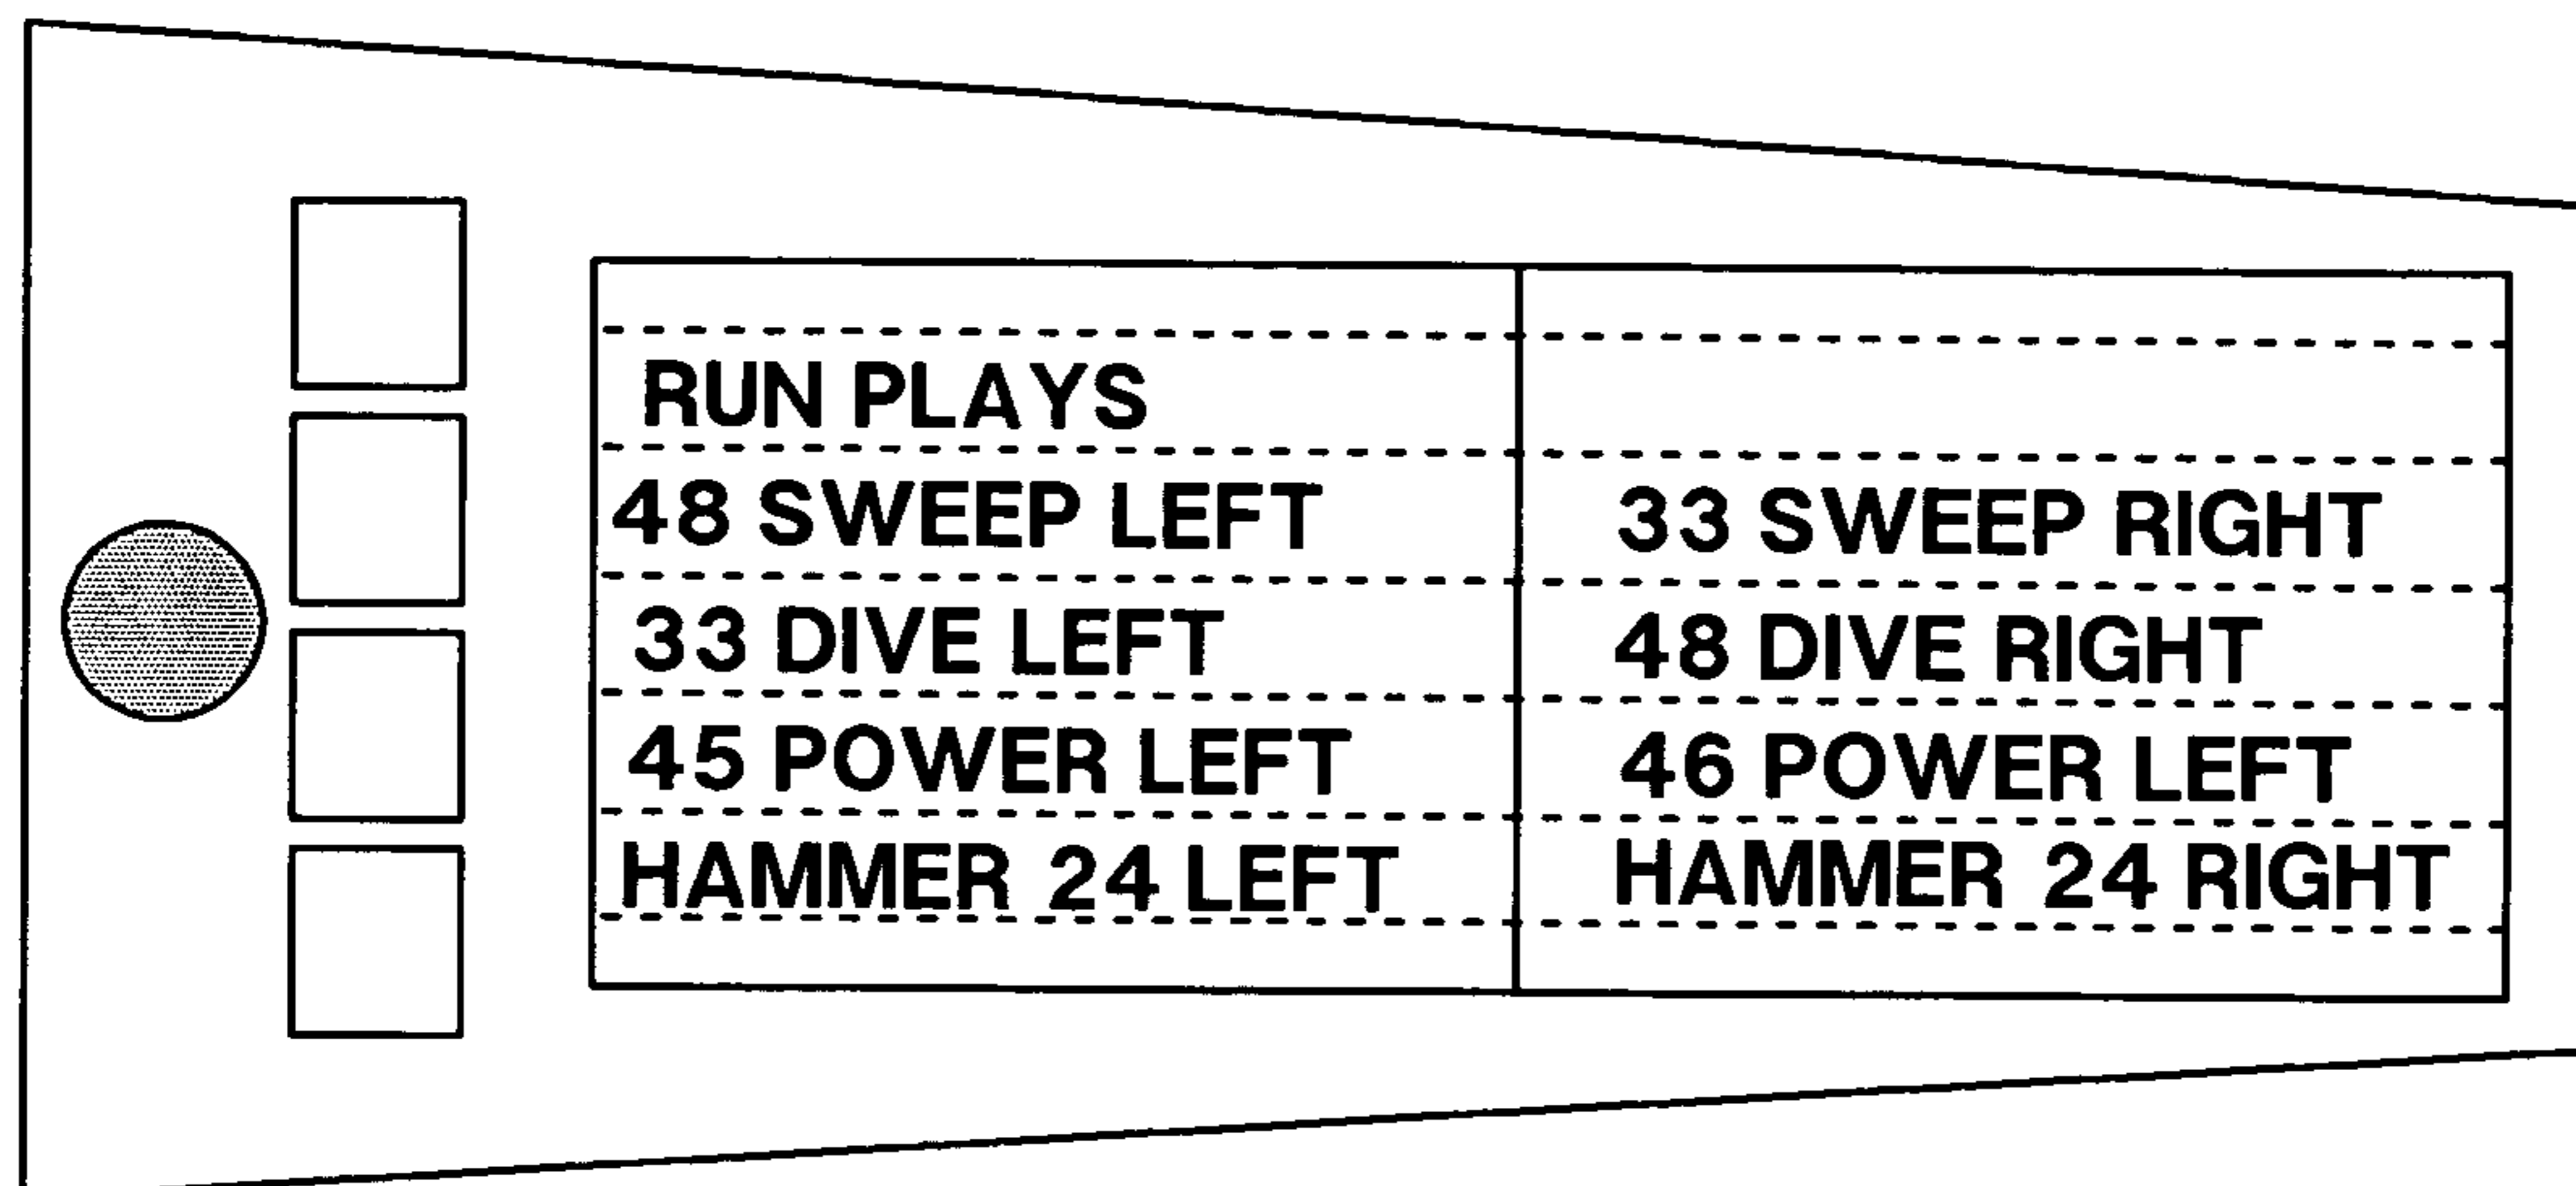 RUN PLAYS
48 SWEEP LEFT 33 SWEEP RIGHT
33 DIVE LEFT 48 DIVE RIGHT
45 POWER LEFT 46 POWER LEFT
HAMMER 24 LEFT HAMMER 24 RIGHT